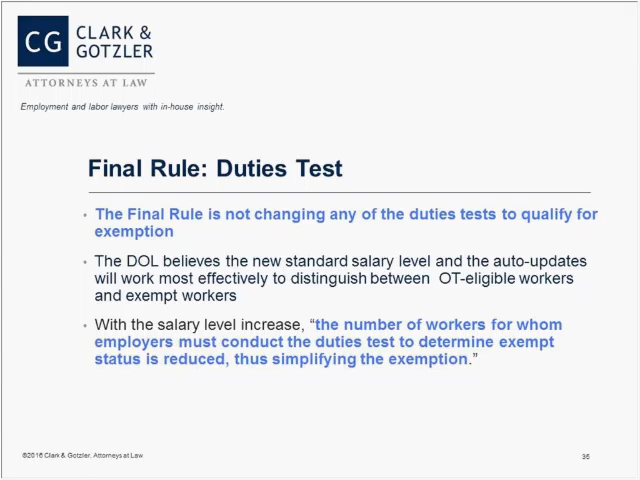 CG CLARK &
GOTZLER
ATTORNEYS AT LAW
Employment and labor lawyers with in-house insight.
Final Rule: Duties Test
• The Final Rule is not changing any of the duties tests to qualify for
exemption
• The DOL believes the new standard salary level and the auto-updates
will work most effectively to distinguish between OT-eligible workers
and exempt workers
• With the salary level increase, “the number of workers for whom
employers must conduct the duties test to determine exempt
status is reduced, thus simplifying the exemption.”
©2016 Clark & Gotzler, Attorneys at Law
36